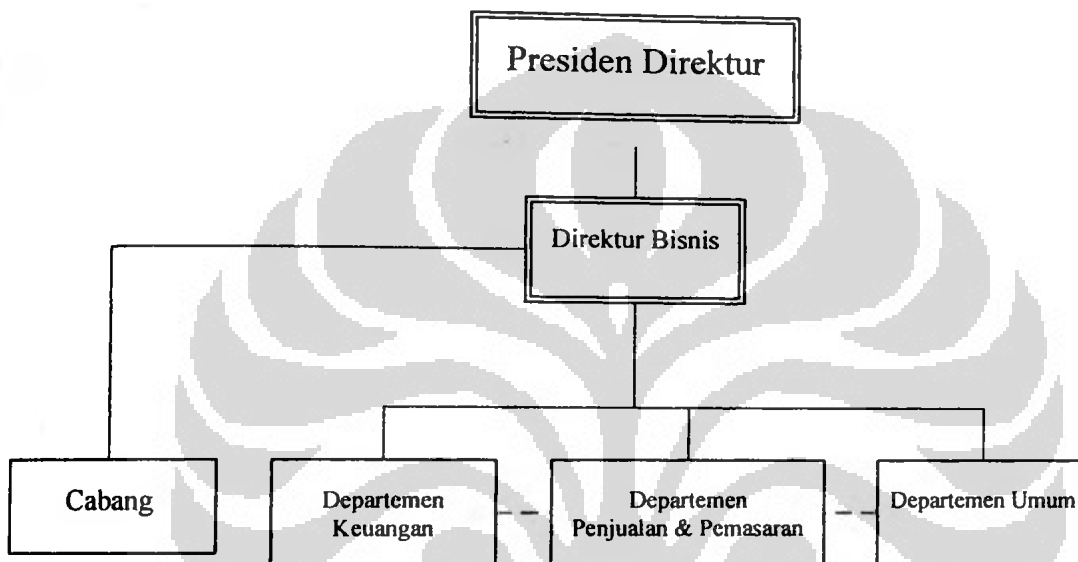 Presiden Direktur
Direktur Bisnis
Cabang
Departemen
Keuangan
Departemen
Penjualan & Pemasaran
Departemen Umum